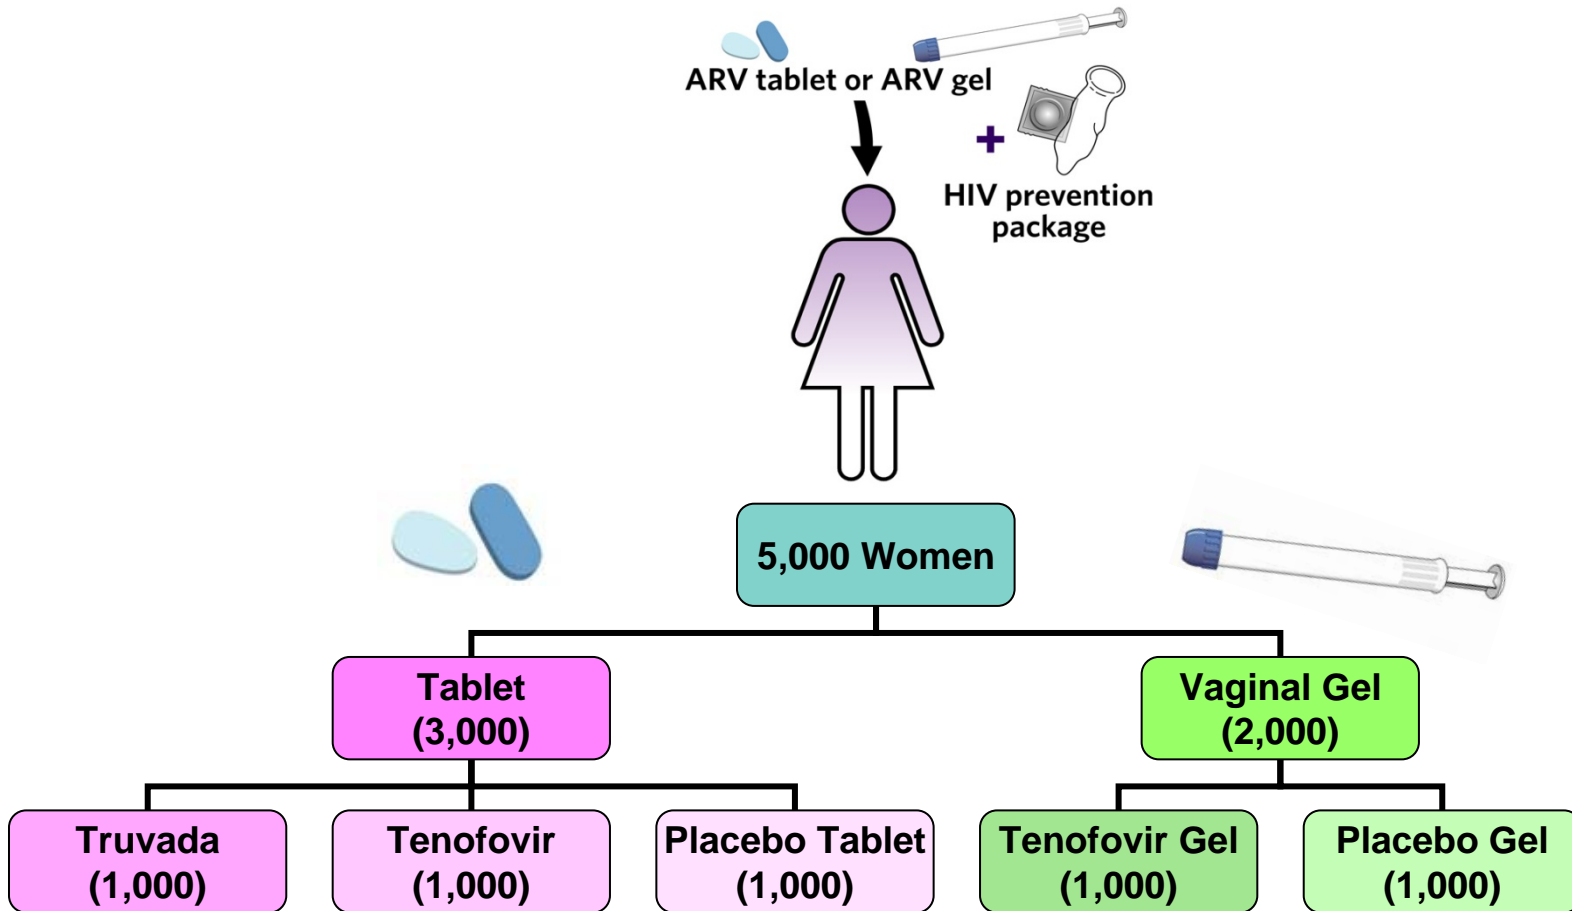 ARV tablet or ARV gel
+
HIV prevention
package
5,000 Women
Tablet
(3,000)
Vaginal Gel
(2,000)
Truvada
(1,000)
Tenofovir
(1,000)
Placebo Tablet
(1,000)
Tenofovir Gel
(1,000)
Placebo Gel
(1,000)